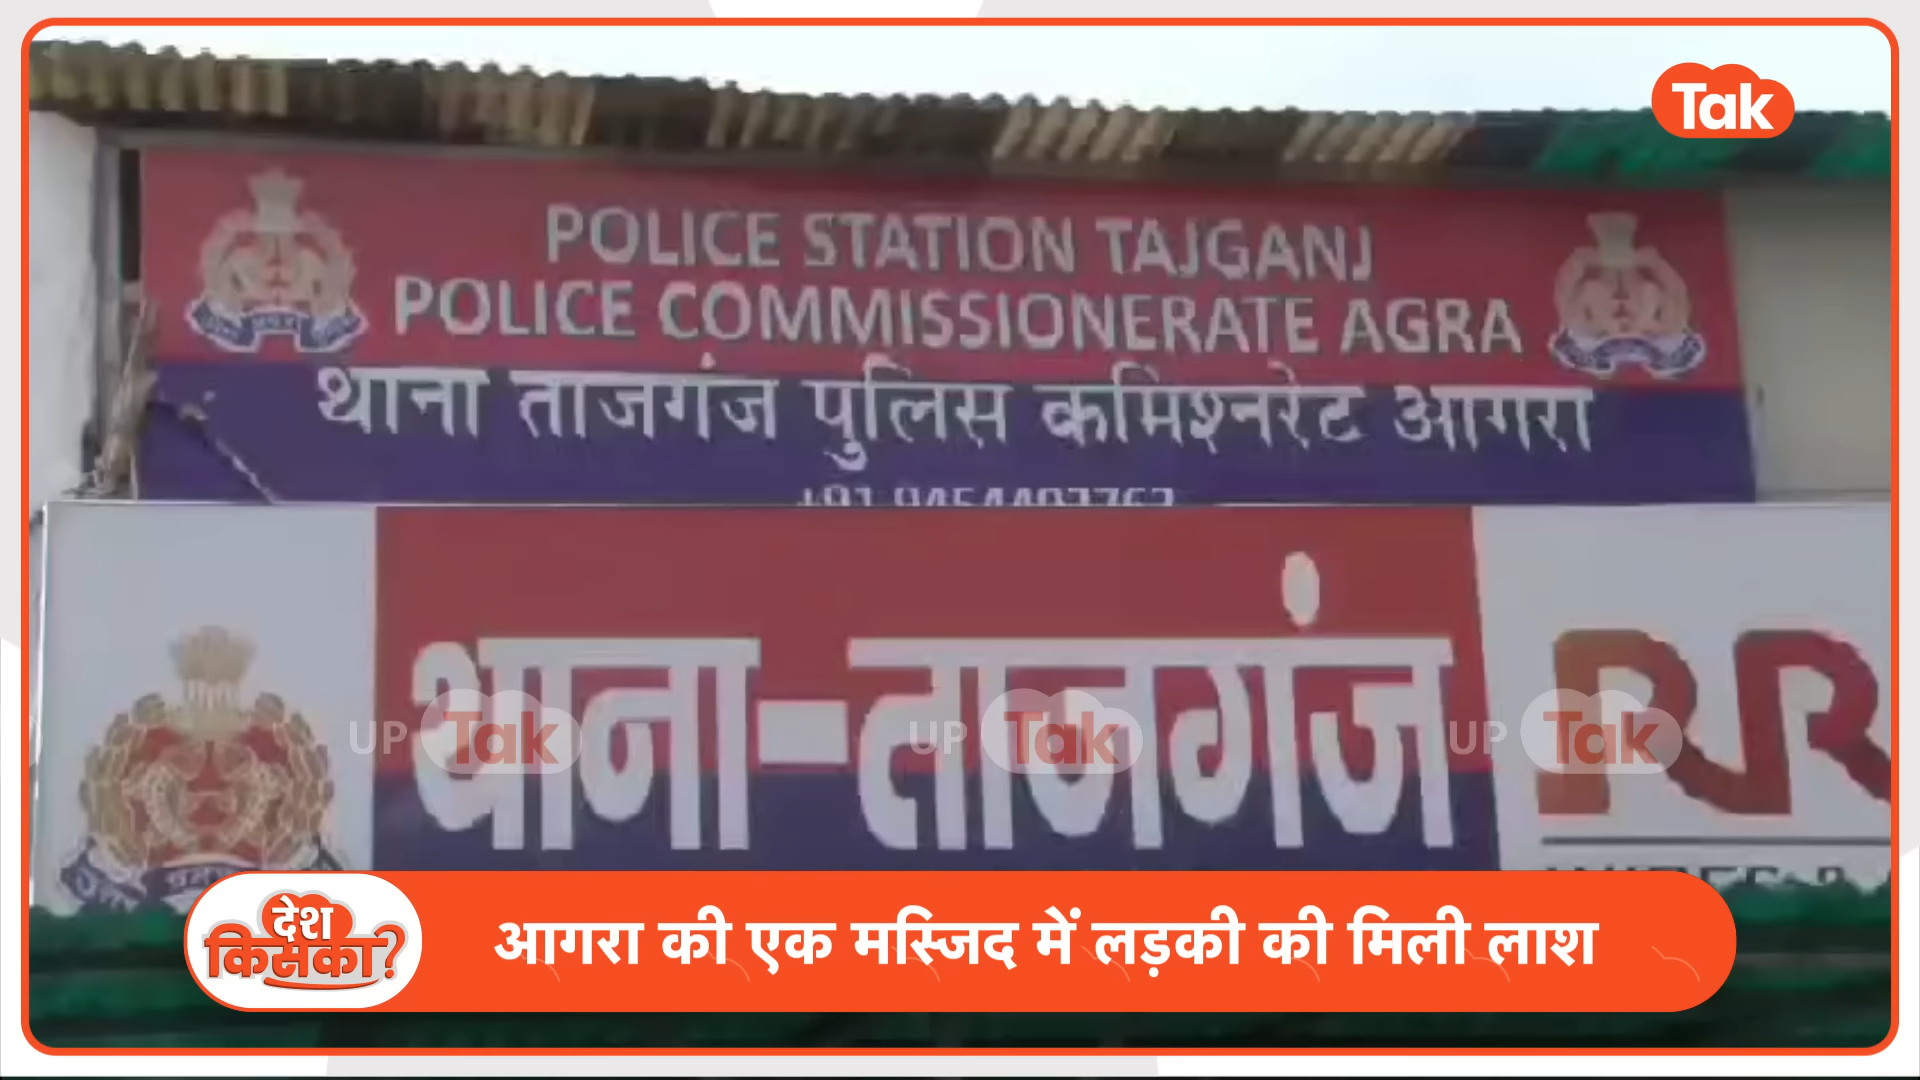 Tak
POLICE STATION TAJGANJ
POLICE COMMISSIONERATE AGRA
थाना ताजगंज पुलिस कमिश्नरेट आगरा
थाना-ताजगंज
RR
UP Tak UP Tak UP Tak
देश
किसका?
आगरा की एक मस्जिद में लड़की की मिली लाश